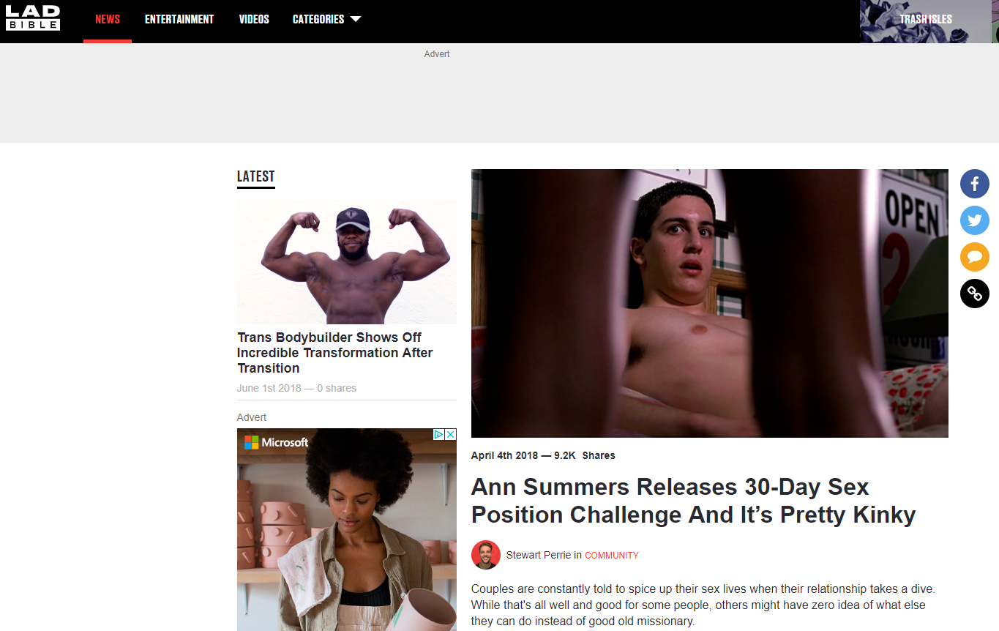 LAD
BIBLE
NEWS
ENTERTAINMENT
VIDEOS
CATEGORIES
TRASH ISLES
Advert
LATEST
Trans Bodybuilder Shows Off
Incredible Transformation After
Transition
June 1st 2018 — 0 shares
Advert
Microsoft
OPEN
2
April 4th 2018 — 9.2K Shares
Ann Summers Releases 30-Day Sex
Position Challenge And It’s Pretty Kinky
Stewart Perrie in COMMUNITY
Couples are constantly told to spice up their sex lives when their relationship takes a dive.
While that's all well and good for some people, others might have zero idea of what else
they can do instead of good old missionary.